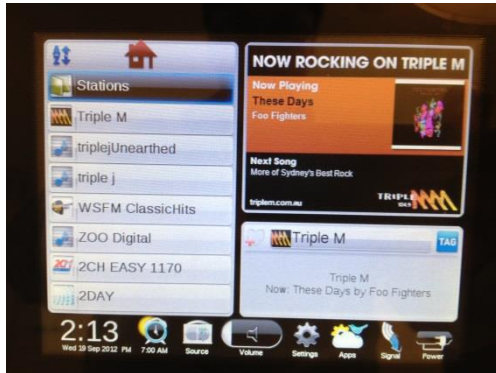 Stations
Triple M
triplejUnearthed
triple j
WSFM ClassicHits
ZOO Digital
2CH EASY 1170
2DAY
NOW ROCKING ON TRIPLE M
Now Playing
These Days
Foo Fighters
Next Song
More of Sydney's Best Rock
triplem.com.au
TRIPLE M
104.9
Triple M
TAG
Triple M
Now: These Days by Foo Fighters
2:13
Wed 19 Sep 2012 PM
7:00 AM
Source
Volume
Settings
Apps
Signal
Power